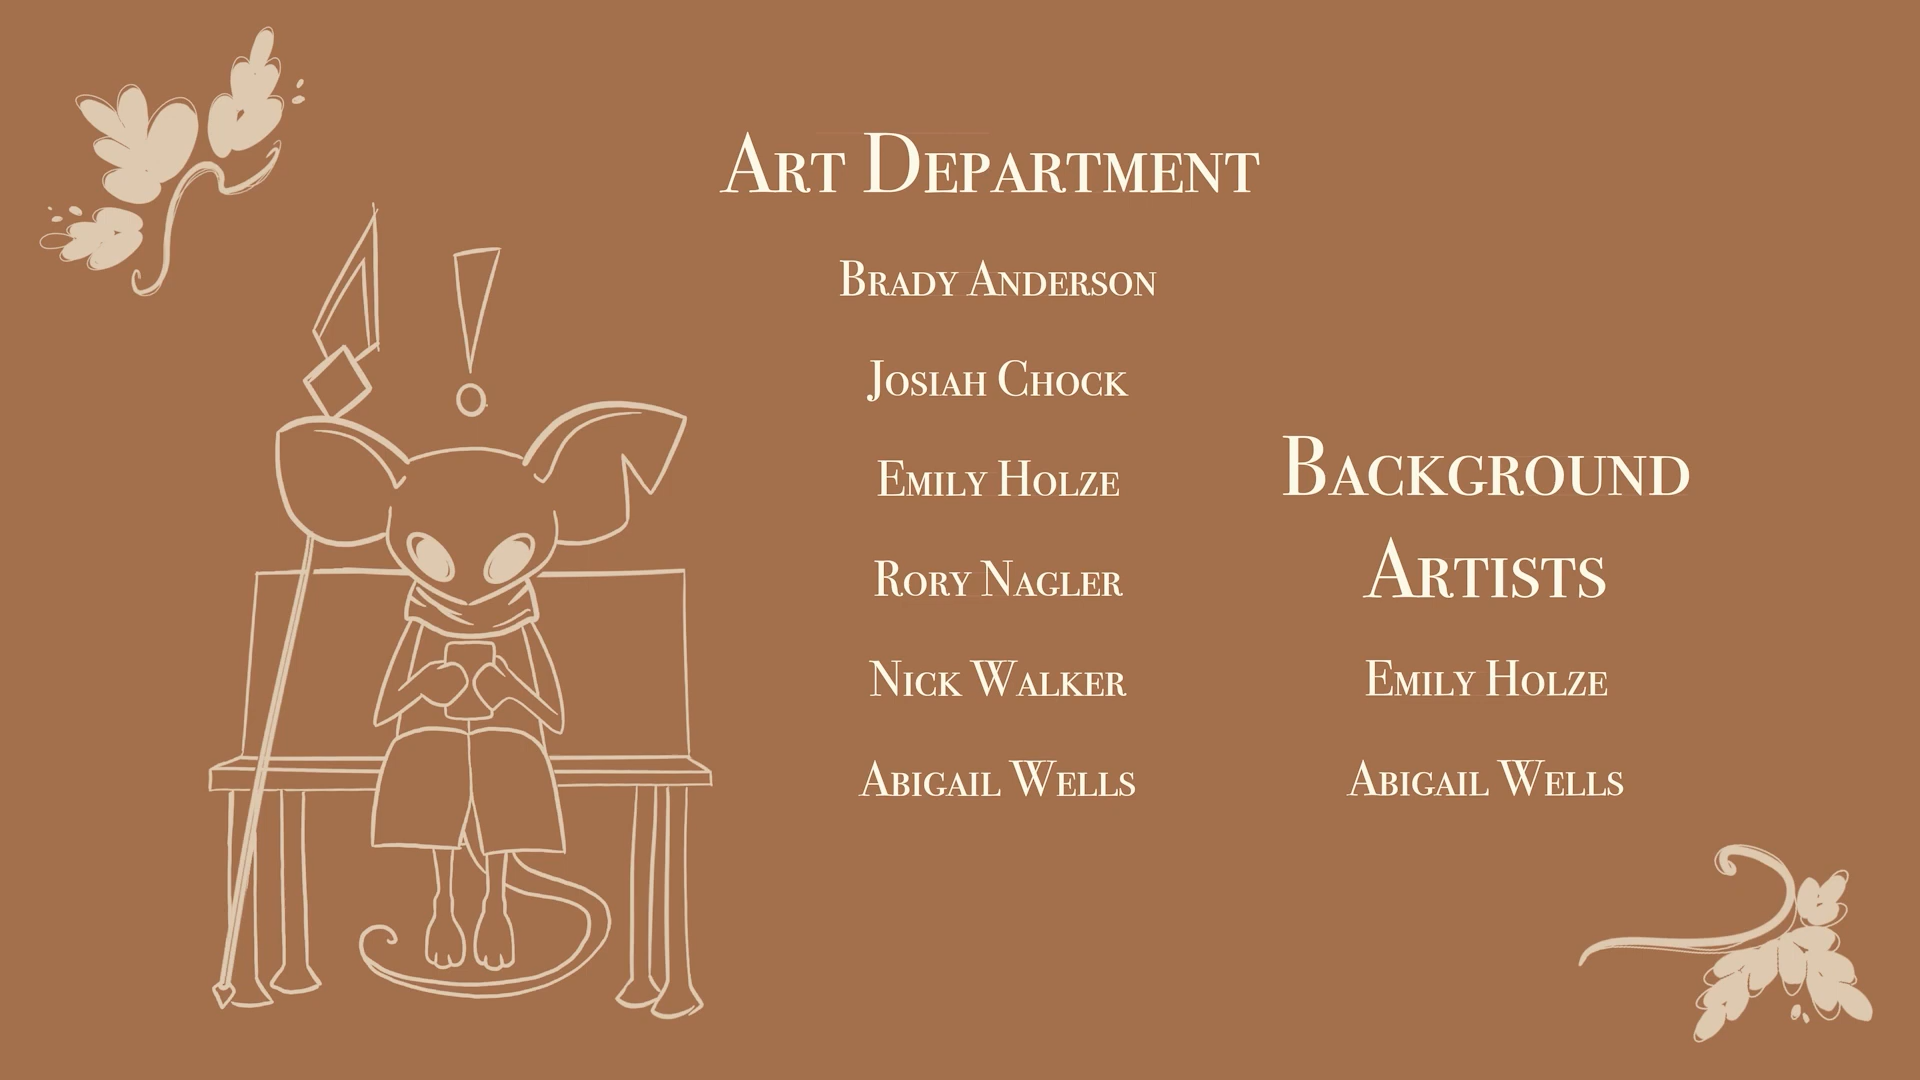 Art Department
Brady Anderson
Josiah Chock
Emily Holze
Rory Nagler
Nick Walker
Abigail Wells
Background
Artists
Emily Holze
Abigail Wells
!